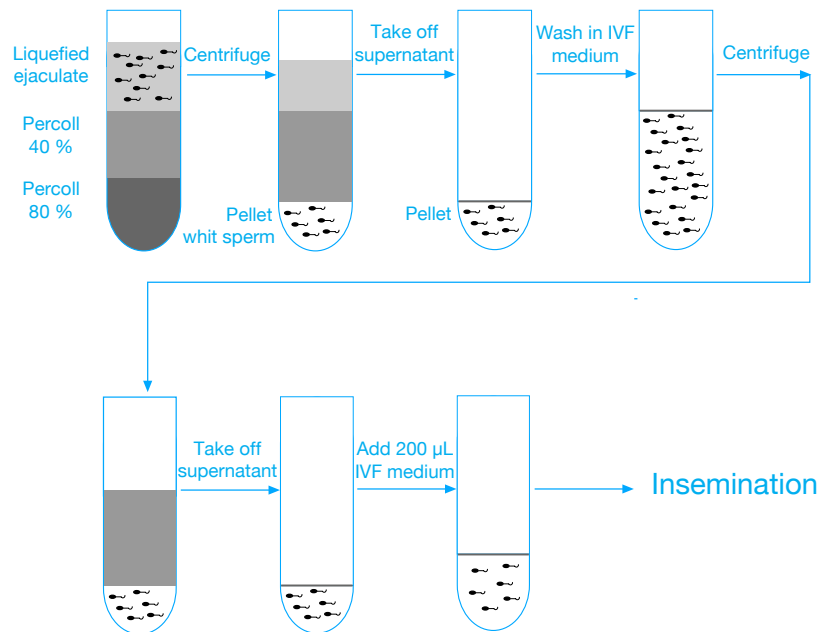 Liquefied
ejaculate
Centrifuge
Take off
supernatant
Wash in IVF
medium
Centrifuge
Percoll
40 %
Percoll
80 %
Pellet
whit sperm
Pellet
Take off
supernatant
Add 200 µL
IVF medium
Insemination